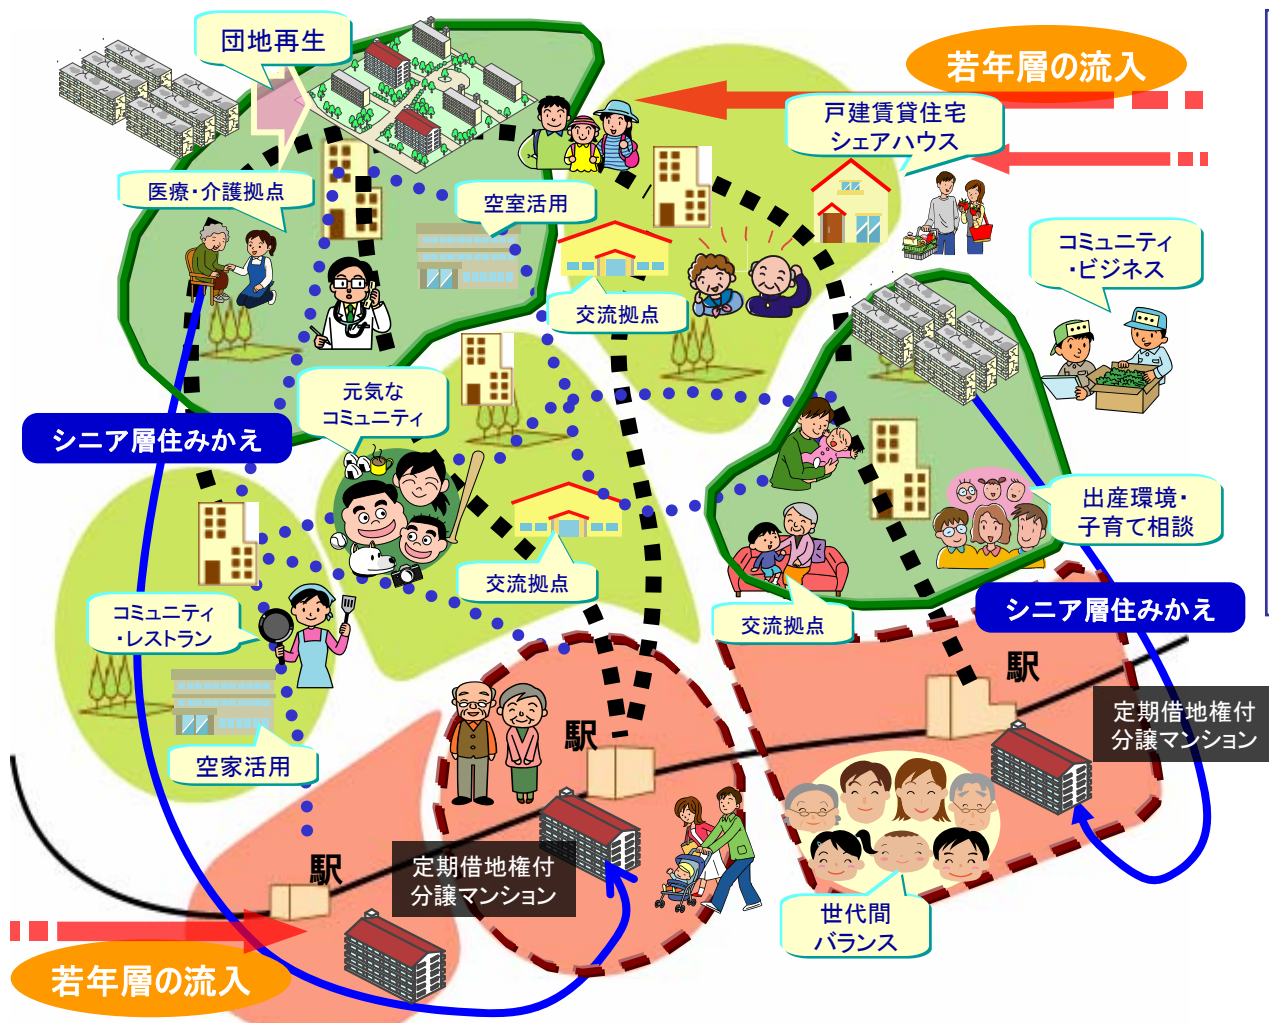 団地再生
若年層の流入
戸建賃貸住宅
シェアハウス
医療・介護拠点
空室活用
コミュニティ
・ビジネス
交流拠点
元気な
コミュニティ
シニア層住みかえ
出産環境・
子育て相談
交流拠点
コミュニティ
・レストラン
交流拠点
シニア層住みかえ
駅
定期借地権付
分譲マンション
駅
空家活用
駅
定期借地権付
分譲マンション
世代間
バランス
若年層の流入